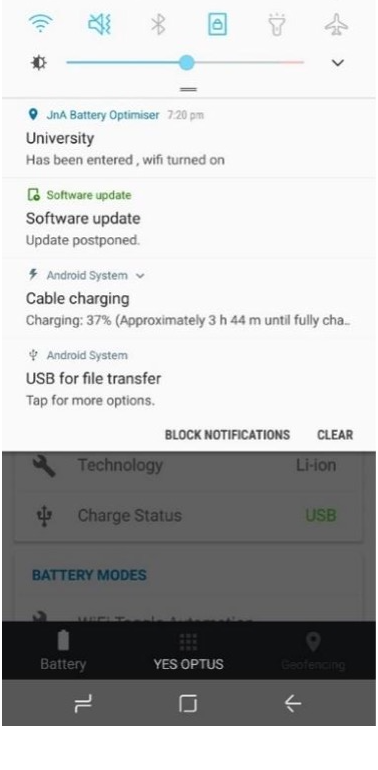 JnA Battery Optimiser 7:20 pm
University
Has been entered , wifi turned on
Software update
Software update
Update postponed.
Android System
Cable charging
Charging: 37% (Approximately 3 h 44 m until fully cha..
Android System
USB for file transfer
Tap for more options.
BLOCK NOTIFICATIONS CLEAR
Technology Li-ion
Charge Status USB
BATTERY MODES
WiFi Toggle Automation
Battery YES OPTUS Geofencing